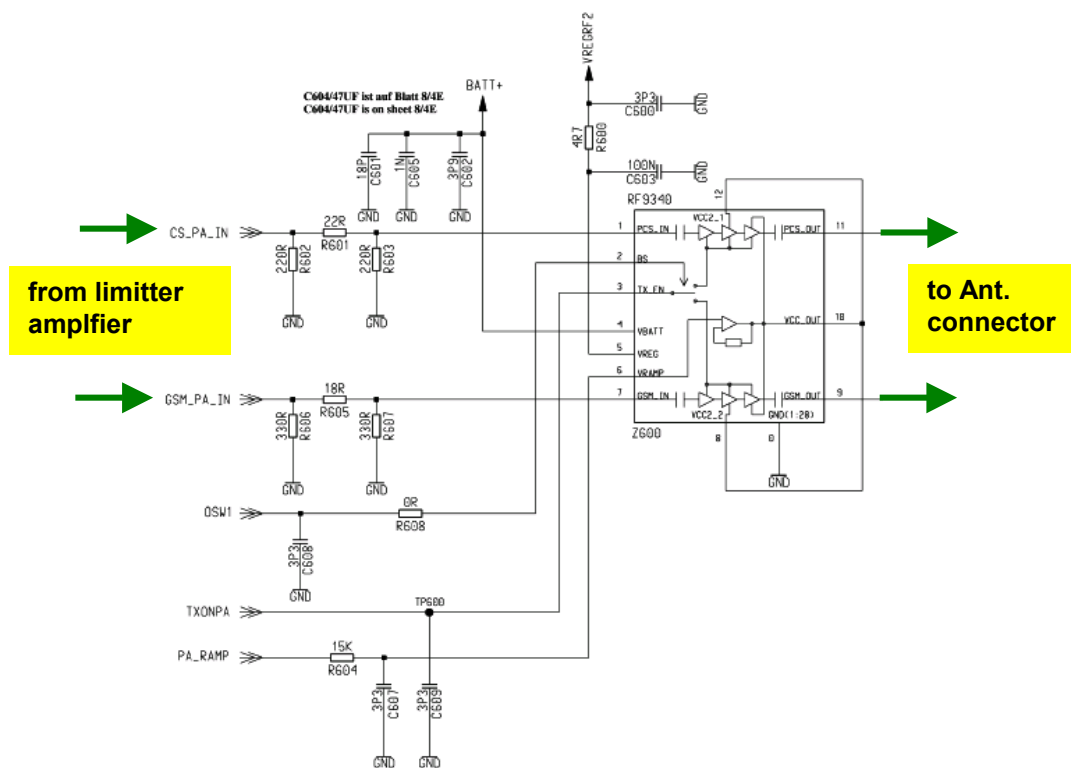 VREGRF2
BATT+
C604/47UF ist auf Blatt 8/4E
C604/47UF is on sheet 8/4E
3P3
C600
GND
4R7
R600
18P
C601
1N
C605
3P9
C602
GND
GND
GND
100N
C603
GND
12
RF9340
CS_PA_IN
22R
R601
1
PCS_IN
VCC2_1
PCS_OUT
11
220R
R602
220R
R603
GND
GND
2
BS
3
TX_EN
from limitter
amplfier
to Ant.
connector
4
VBATT
VCC_OUT
10
5
VREG
6
VRAMP
GSM_PA_IN
18R
R605
7
GSM_IN
GSM_OUT
9
VCC2_2
GND(1:28)
330R
R606
330R
R607
Z600
8
0
GND
GND
GND
OSW1
0R
R608
3P3
C608
GND
TXONPA
TP600
PA_RAMP
15K
R604
3P3
C607
3P3
C609
GND
GND